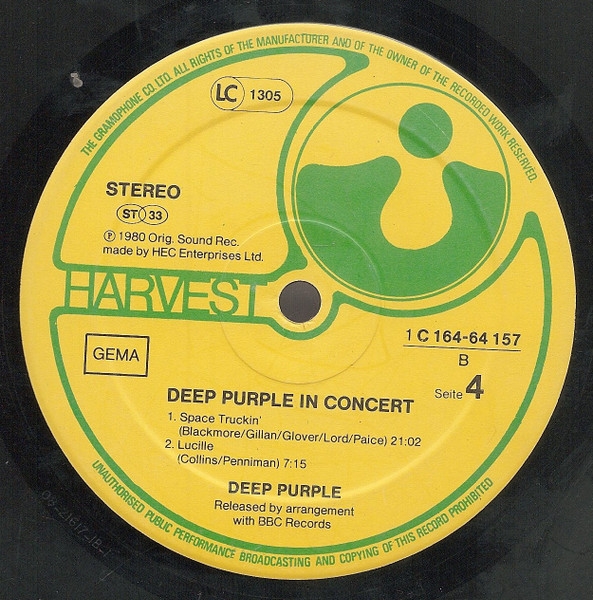 THE GRAMOPHONE CO. LTD. ALL RIGHTS OF THE MANUFACTURER AND OF THE OWNER OF THE RECORDED WORK RESERVED.
LC 1305
STEREO
ST 33
℗ 1980 Orig. Sound Rec.
made by HEC Enterprises Ltd.
HARVEST
1 C 164-64 157
GEMA
B
Seite 4
DEEP PURPLE IN CONCERT
1. Space Truckin'
(Blackmore/Gillan/Glover/Lord/Paice) 21:02
2. Lucille
(Collins/Penniman) 7:15
DEEP PURPLE
Released by arrangement
with BBC Records
UNAUTHORISED PUBLIC PERFORMANCE BROADCASTING AND COPYING OF THIS RECORD PROHIBITED